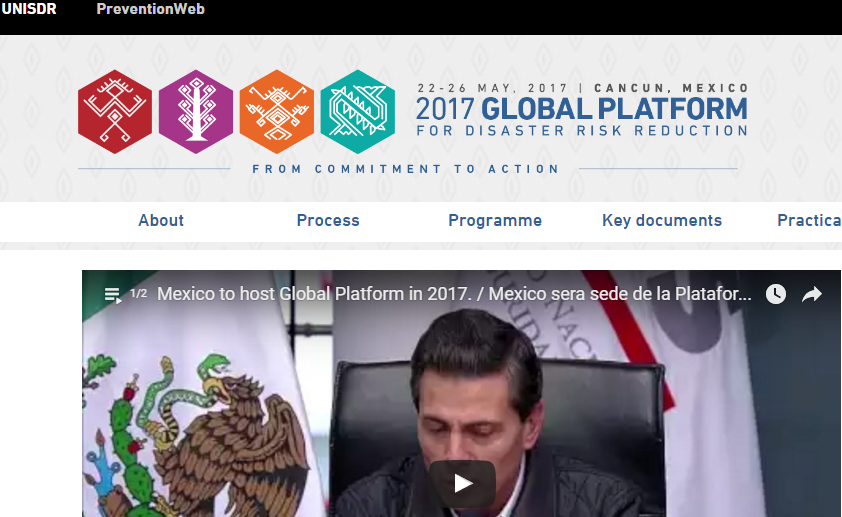 UNISDR PreventionWeb
22-26 MAY, 2017 | CANCUN, MEXICO
2017 GLOBAL PLATFORM
FOR DISASTER RISK REDUCTION
FROM COMMITMENT TO ACTION
About Process Programme Key documents Practica
1/2 Mexico to host Global Platform in 2017. / Mexico sera sede de la Platafor...